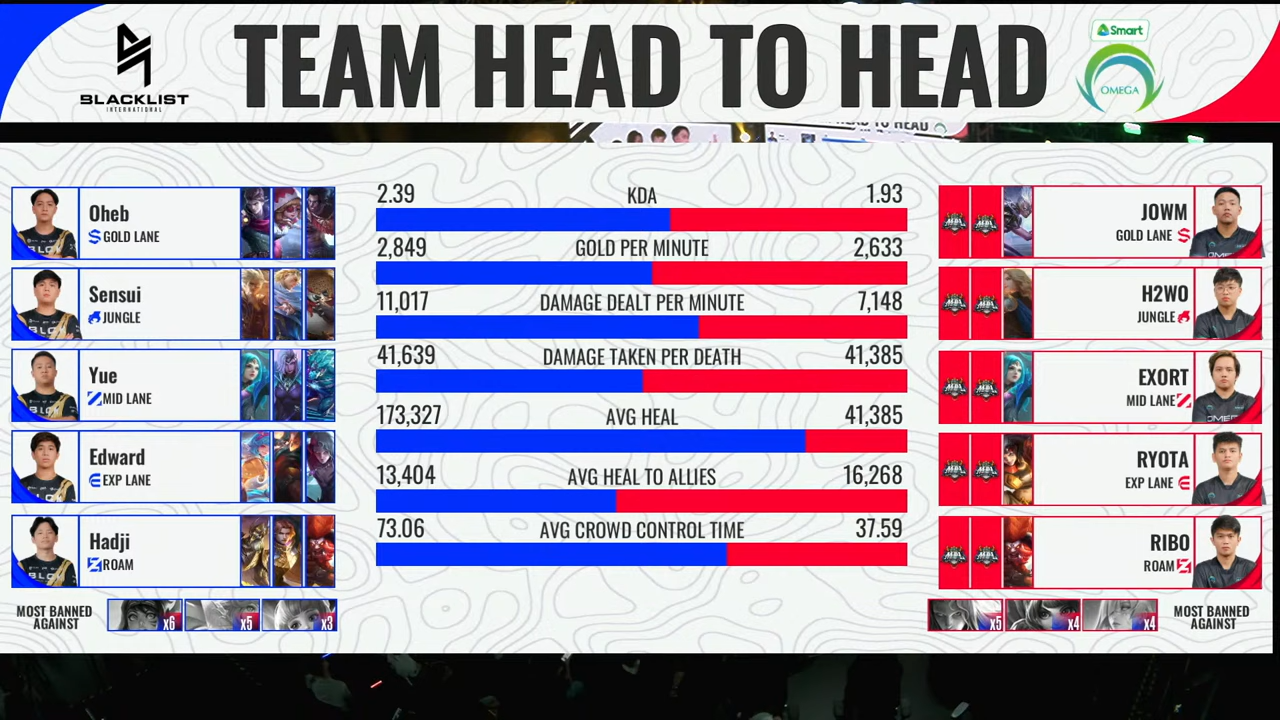 BLACKLIST
INTERNATIONAL
TEAM HEAD TO HEAD
Smart
OMEGA
HEAD TO HEAD
Oheb
GOLD LANE
Sensui
JUNGLE
Yue
MID LANE
Edward
EXP LANE
Hadji
ROAM
MOST BANNED
AGAINST
x6
x5
x3
2.39 KDA 1.93
2,849 GOLD PER MINUTE 2,633
11,017 DAMAGE DEALT PER MINUTE 7,148
41,639 DAMAGE TAKEN PER DEATH 41,385
173,327 AVG HEAL 41,385
13,404 AVG HEAL TO ALLIES 16,268
73.06 AVG CROWD CONTROL TIME 37.59
JOWM
GOLD LANE
H2WO
JUNGLE
EXORT
MID LANE
RYOTA
EXP LANE
RIBO
ROAM
x5
x4
x4
MOST BANNED
AGAINST